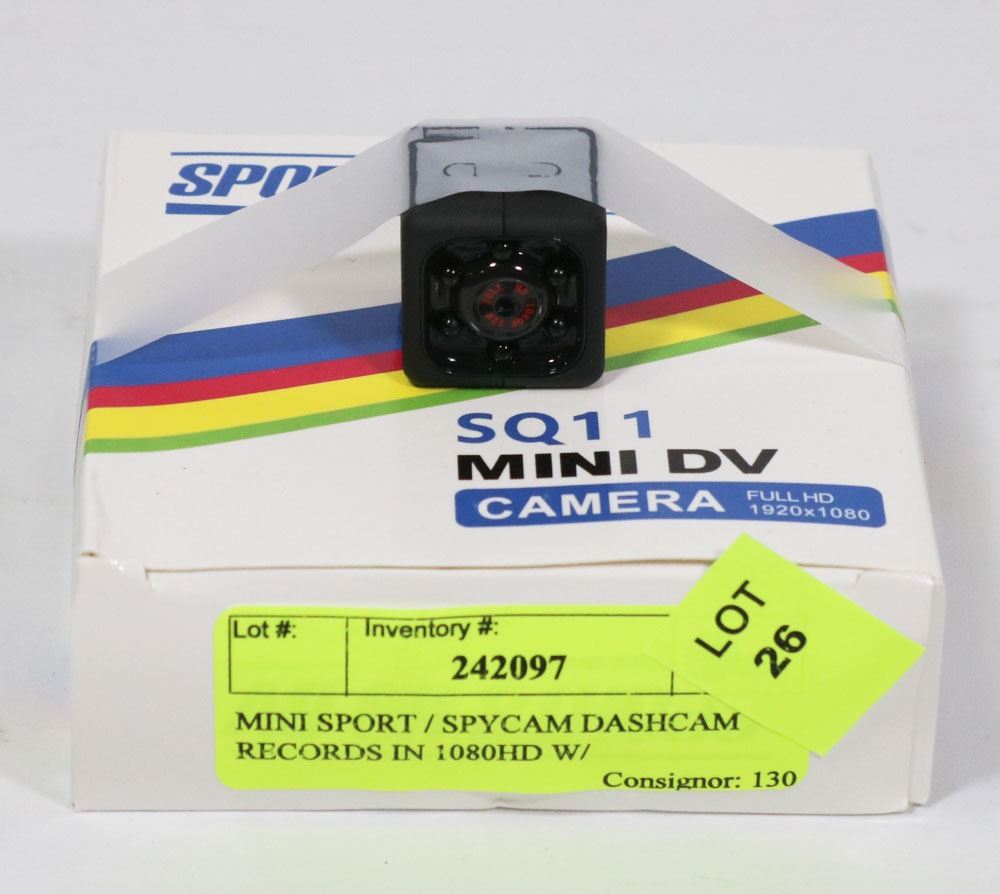 SQ11
MINI DV
CAMERA FULL HD
1920x1080
LOT
26
Lot #: Inventory #:
242097
MINI SPORT / SPYCAM DASHCAM
RECORDS IN 1080HD W/
Consignor: 130